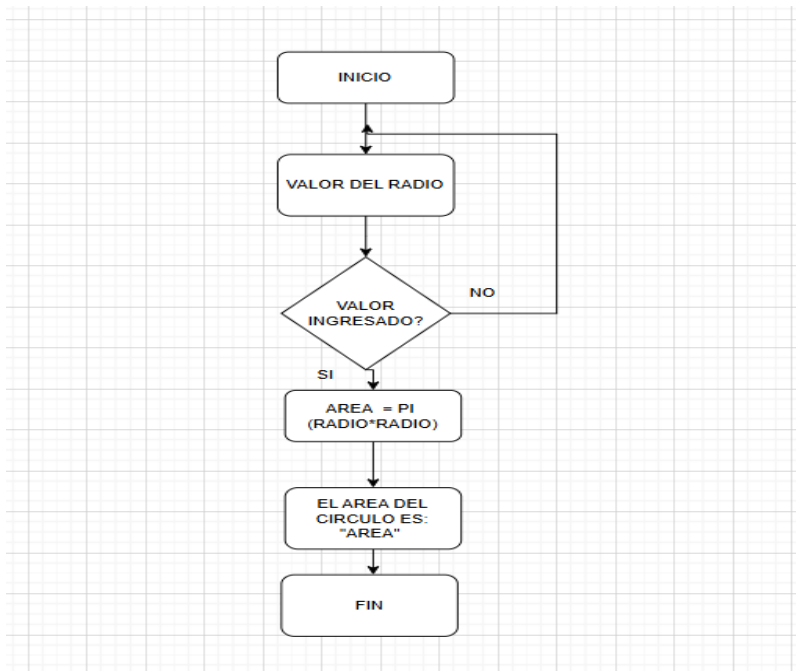 INICIO
VALOR DEL RADIO
VALOR
INGRESADO?
NO
SI
AREA = PI
(RADIO*RADIO)
EL AREA DEL
CIRCULO ES:
"AREA"
FIN